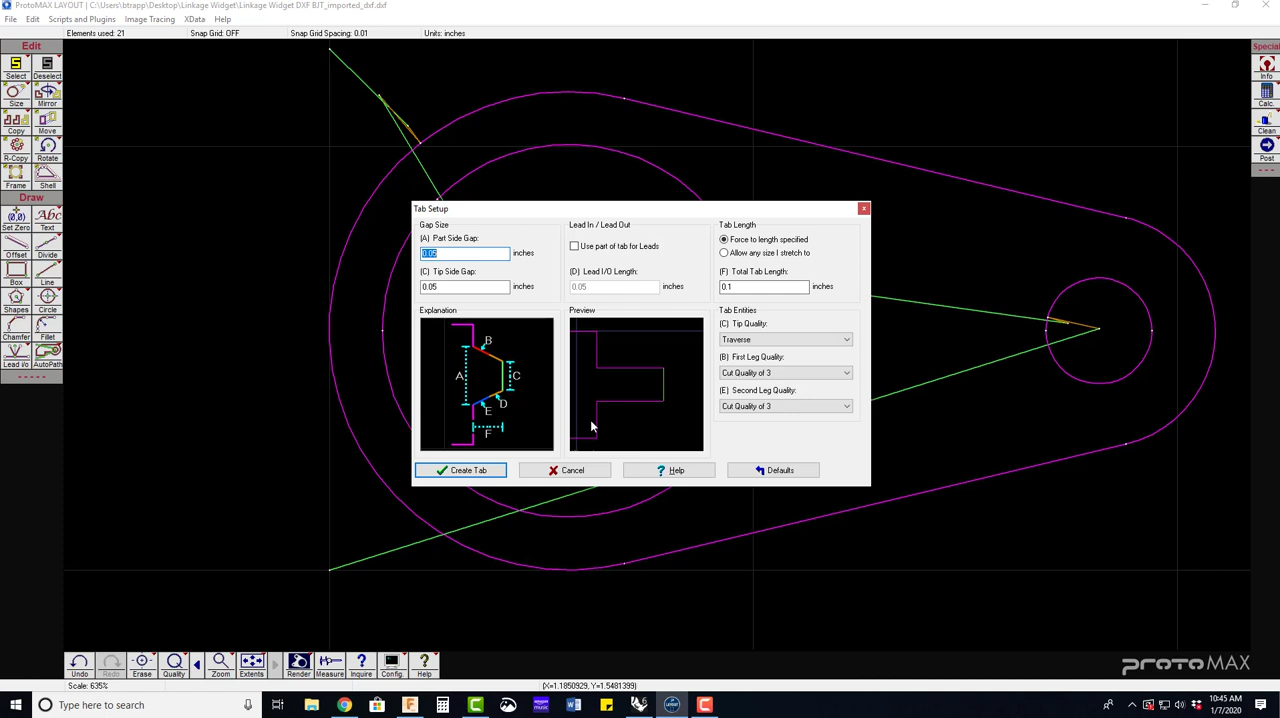 ProtoMAX LAYOUT | C:\Users\btrapp\Desktop\Linkage Widget\Linkage Widget DXF BJT_imported_dxf.dxf
File Edit Scripts and Plugins Image Tracing XData Help
Elements used: 21 Snap Grid: OFF Snap Grid Spacing: 0.01 Units: inches
Edit
Select Deselect
Size Mirror
Copy Move
R-Copy Rotate
Frame Shell
Draw
(0,0) Abc
Set Zero Text
Offset Divide
Box Line
Shapes Circle
Chamfer Fillet
Lead I/o AutoPath
Special
Info
Calc.
Clean
Post
Tab Setup
Gap Size
(A) Part Side Gap:
0.05 inches
(C) Tip Side Gap:
0.05 inches
Lead In / Lead Out
Use part of tab for Leads
(D) Lead I/O Length:
0.05 inches
Tab Length
Force to length specified
Allow any size I stretch to
(F) Total Tab Length:
0.1 inches
Explanation
B
A C
D
E
F
Preview
Tab Entities
(C) Tip Quality:
Traverse
(B) First Leg Quality:
Cut Quality of 3
(E) Second Leg Quality:
Cut Quality of 3
Create Tab Cancel Help Defaults
Undo Redo Erase Quality Zoom Extents Render Measure Inquire Config. Help
PROTOMAX
Scale: 635% (X=1.1850929, Y=1.5481399)
Type here to search
10:45 AM
1/7/2020